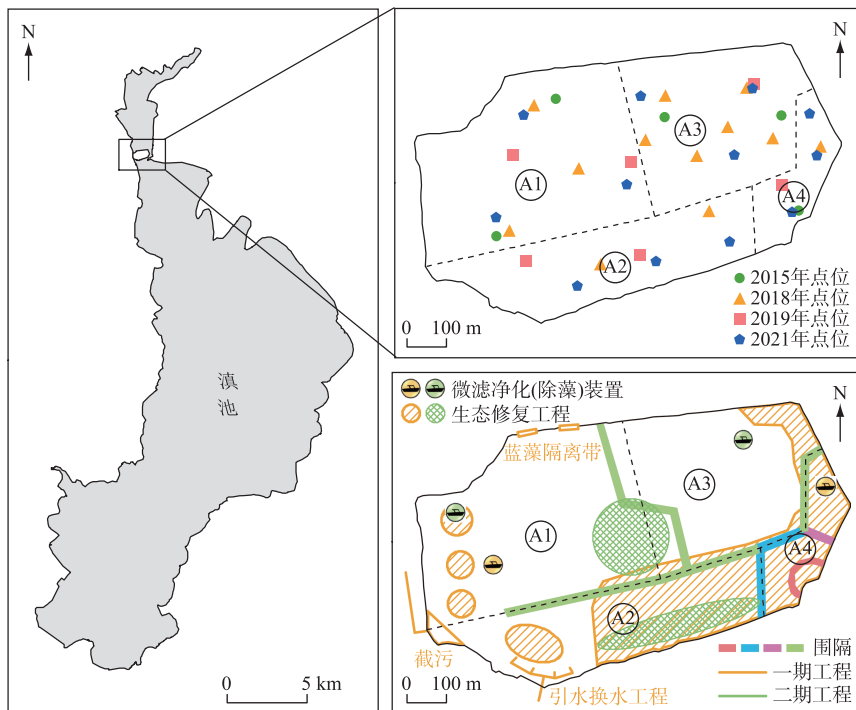 N
滇
池
0
5 km
N
A3
A1
A4
A2
2015年点位
2018年点位
2019年点位
2021年点位
0 100 m
微滤净化(除藻)装置
生态修复工程
N
蓝藻隔离带
A3
A1
A4
A2
截污
围隔
一期工程
引水换水工程
二期工程
0 100 m